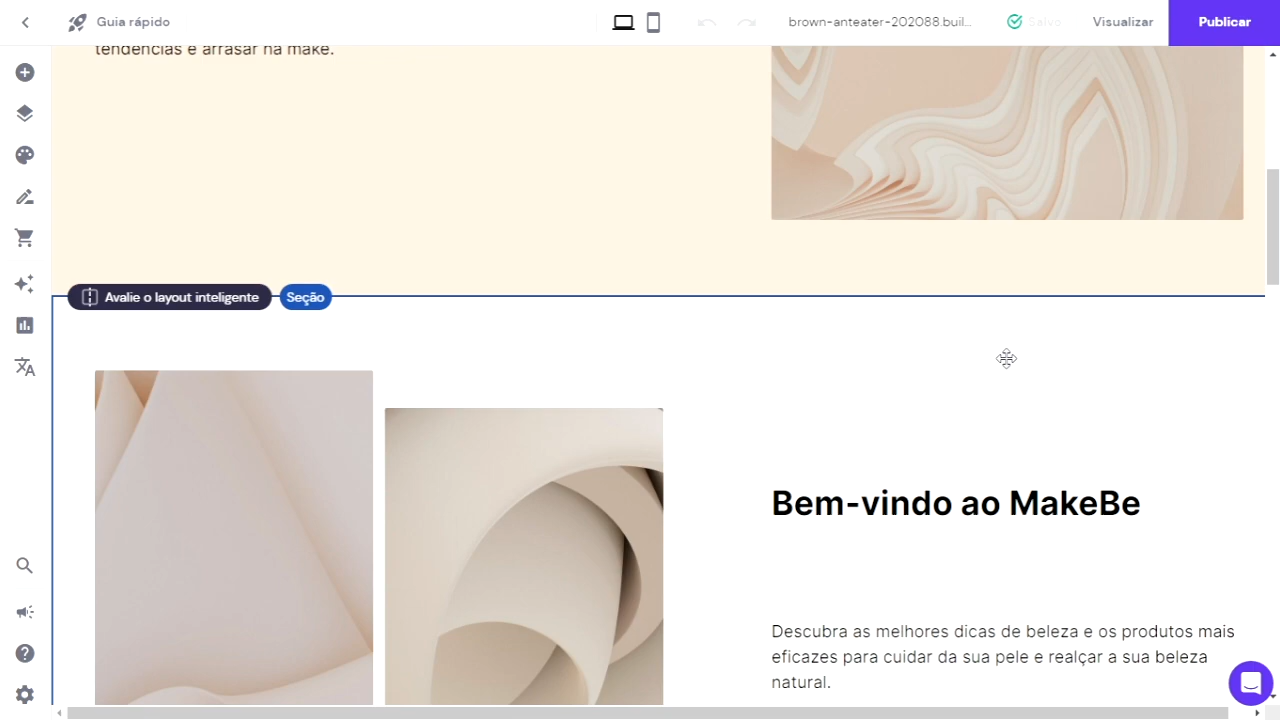 Guia rápido
brown-anteater-202088.buil...
Salvo
Visualizar
Publicar
tendências e arrasar na make.
Avalie o layout inteligente
Seção
Bem-vindo ao MakeBe
Descubra as melhores dicas de beleza e os produtos mais
eficazes para cuidar da sua pele e realçar a sua beleza
natural.